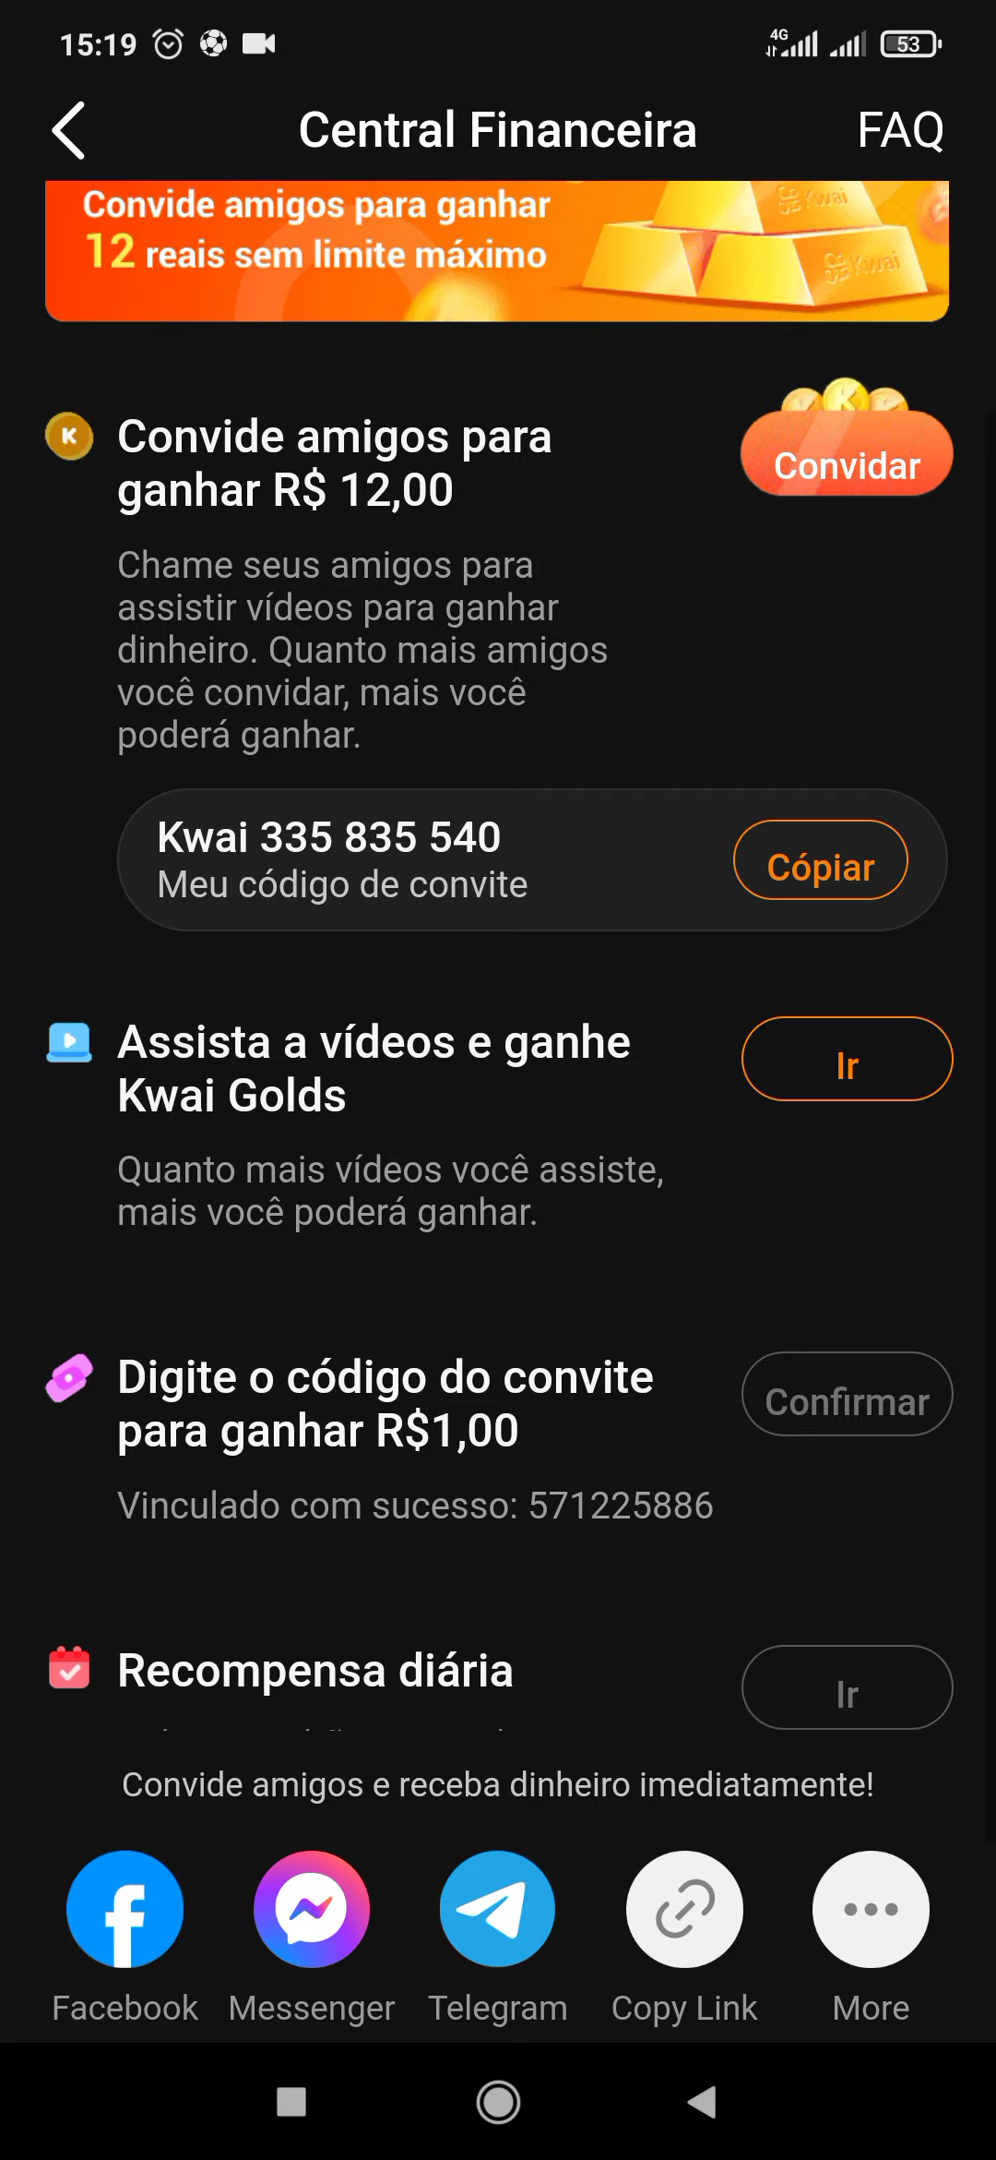 15:19
4G
53
Central Financeira
FAQ
Convide amigos para ganhar
12 reais sem limite máximo
Kwai
Kwai
Convide amigos para
ganhar R$ 12,00
Convidar
Chame seus amigos para
assistir vídeos para ganhar
dinheiro. Quanto mais amigos
você convidar, mais você
poderá ganhar.
Kwai 335 835 540
Meu código de convite
Cópiar
Assista a vídeos e ganhe
Kwai Golds
Ir
Quanto mais vídeos você assiste,
mais você poderá ganhar.
Digite o código do convite
para ganhar R$1,00
Confirmar
Vinculado com sucesso: 571225886
Recompensa diária
Ir
Convide amigos e receba dinheiro imediatamente!
Facebook
Messenger
Telegram
Copy Link
More